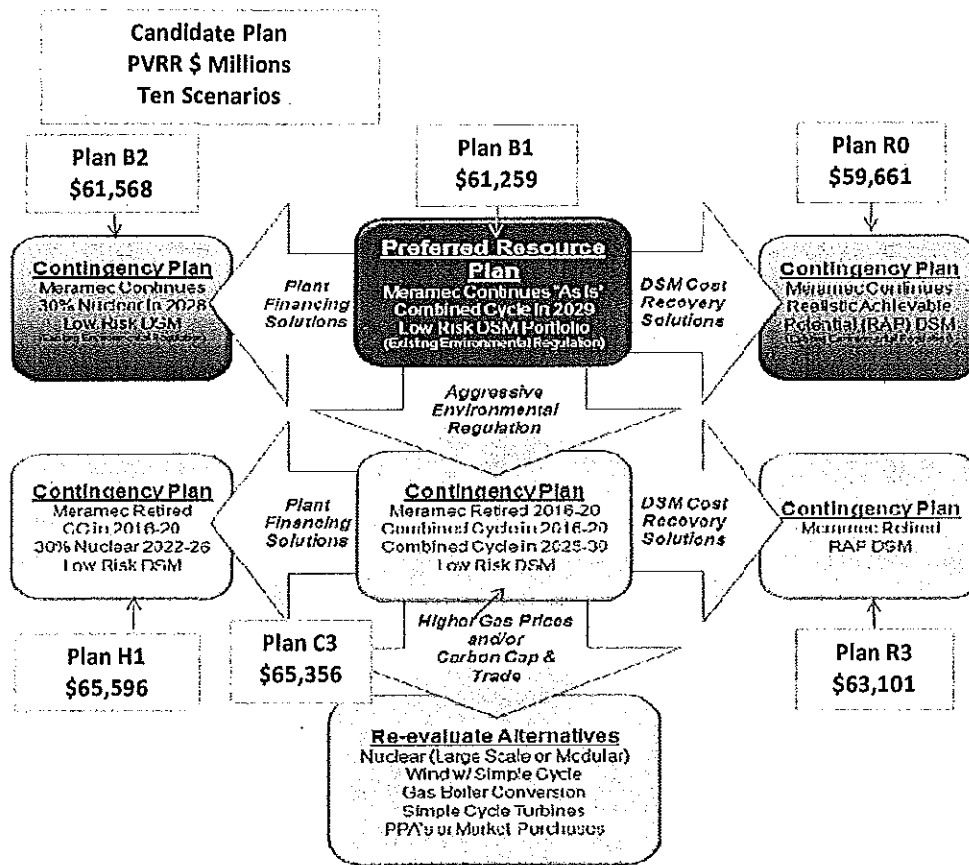 Candidate Plan
PVRR $ Millions
Ten Scenarios
Plan B2
$61,568
Plan B1
$61,259
Plan R0
$59,661
Contingency Plan
Meramec Continues
30% Nuclear in 2028
Low Risk DSM
(Existing Environmental Regulation)
Plant
Financing
Solutions
Preferred Resource
Plan
Meramec Continues "As Is"
Combined Cycle in 2029
Low Risk DSM Portfolio
(Existing Environmental Regulation)
DSM Cost
Recovery
Solutions
Contingency Plan
Meramec Continues
Realistic Achievable
Potential (RAP) DSM
(Existing Environmental Regulation)
Aggressive
Environmental
Regulation
Contingency Plan
Meramec Retired
CC in 2016-20
30% Nuclear 2022-26
Low Risk DSM
Plant
Financing
Solutions
Contingency Plan
Meramec Retired 2016-20
Combined Cycle in 2016-20
Combined Cycle in 2025-30
Low Risk DSM
DSM Cost
Recovery
Solutions
Contingency Plan
Meramec Retired
RAP DSM
Plan H1
$65,596
Plan C3
$65,356
Higher Gas Prices
and/or
Carbon Cap &
Trade
Plan R3
$63,101
Re-evaluate Alternatives
Nuclear (Large Scale or Modular)
Wind w/ Simple Cycle
Gas Boiler Conversion
Simple Cycle Turbines
PPA's or Market Purchases